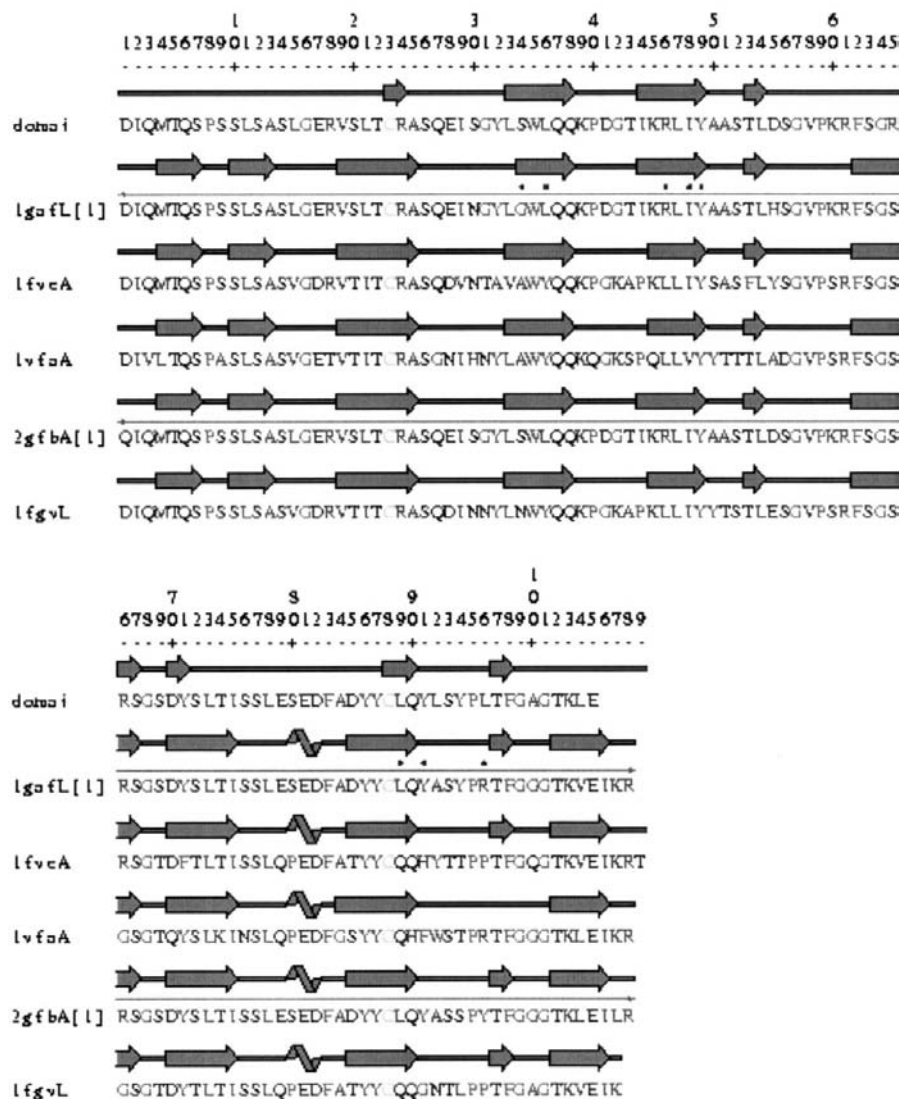 1 2 3 4 5 6
1234567890123456789012345678901234567890123456789012345678901234 56
domai DIQMTQSPSSLSASLGERVSLTCRASQEISGYLSWLQQKPDGTIKRLIYAASTLDSGVPKRFSGR
1gafL[1] DIQMTQSPSSLSASLGERVSLTCRASQEINGYLGWLQQKPDGTIKRLIYAASTLHSGVPKRFSGS
1fvcA DIQMTQSPSSLSASVGDRVTITCRASQDVNTAVAWYQQKPGKAPKLLIYSASFLYSGVPSRFSGS
1vfaA DIVLTQSPASLSASVGETVTITCRASGNIHNYLAWYQQKQGKSPQLLVYYTTTLADGVPSRFSGS
2gfbA[1] QIQMTQSPSSLSASLGERVSLTCRASQEISGYLSWLQQKPDGTIKRLIYAASTLDSGVPKRFSGS
1fgvL DIQMTQSPSSLSASVGDRVTITCRASQDINNYLNWYQQKPGKAPKLLIYYTSTLESGVPSRFSGS
7 8 9 10
67890123456789012345678901234567890123456789
domai RSGSDYSLTISSLESEDFADYYCLQYLSYPLTFGAGTKLE
1gafL[1] RSGSDYSLTISSLESEDFADYYCLQYASYPRTFGGGTKVEIKR
1fvcA RSGTDFTLTISSLQPEDFATYYCQQHYTTPPTFGQGTKVEIKRT
1vfaA GSGTQYSLKINSLQPEDFGSYYCQHFWSTPRTFGGGTKLEIKR
2gfbA[1] RSGSDYSLTISSLESEDFADYYCLQYASSPYTFGGGTKLEILR
1fgvL GSGTDYTLTISSLQPEDFATYYCQQGNTLPPTFGAGTKVEIK